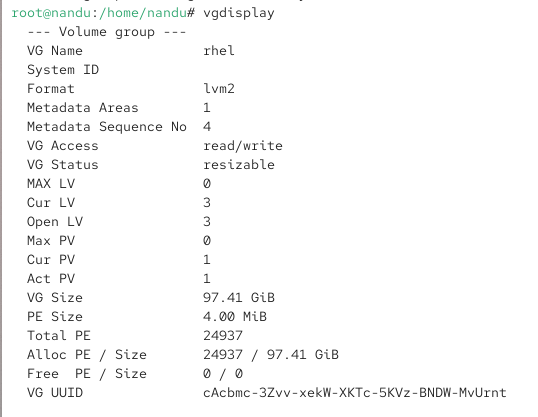 root@nandu:/home/nandu# vgdisplay
--- Volume group ---
VG Name rhel
System ID
Format lvm2
Metadata Areas 1
Metadata Sequence No 4
VG Access read/write
VG Status resizable
MAX LV 0
Cur LV 3
Open LV 3
Max PV 0
Cur PV 1
Act PV 1
VG Size 97.41 GiB
PE Size 4.00 MiB
Total PE 24937
Alloc PE / Size 24937 / 97.41 GiB
Free  PE / Size 0 / 0
VG UUID cAcbmc-3Zvv-xekW-XKTc-5KVz-BNDW-MvUrnt